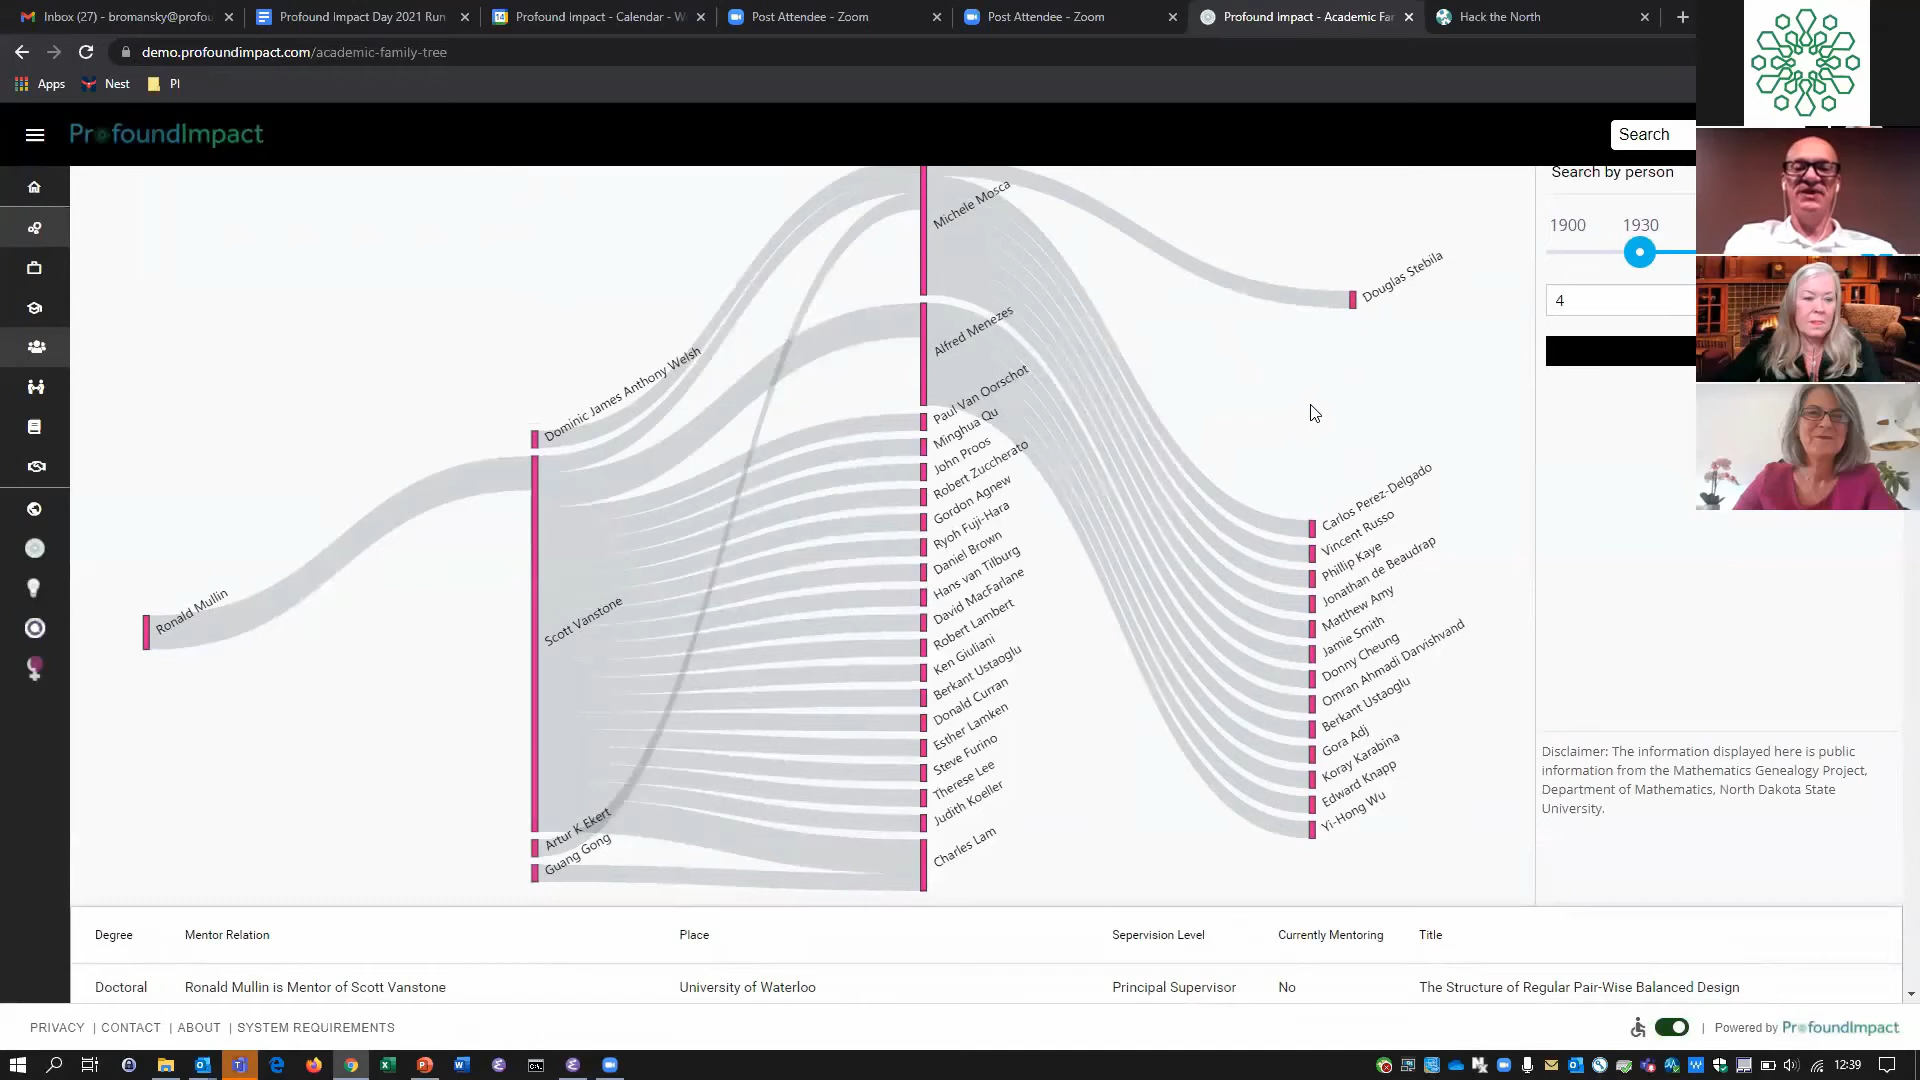 Inbox (27) - bromansky@profou
Profound Impact Day 2021 Run
Profound Impact - Calendar - W
Post Attendee - Zoom
Post Attendee - Zoom
Profound Impact - Academic Far
Hack the North
demo.profoundimpact.com/academic-family-tree
Apps
Nest
PI
ProfoundImpact
Search
Search by person
1900
1930
4
Michele Mosca
Douglas Stebila
Alfred Menezes
Dominic James Anthony Welsh
Paul Van Oorschot
Minghua Qu
John Proos
Robert Zuccherato
Gordon Agnew
Ryoh Fuji-Hara
Daniel Brown
Hans van Tilburg
David MacFarlane
Robert Lambert
Ken Giuliani
Berkant Ustaoglu
Donald Curran
Esther Lamken
Steve Furino
Therese Lee
Judith Koeller
Charles Lam
Ronald Mullin
Scott Vanstone
Artur K Ekert
Guang Gong
Carlos Perez-Delgado
Vincent Russo
Phillip Kaye
Jonathan de Beaudrap
Matthew Amy
Jamie Smith
Donny Cheung
Omran Ahmadi Darvishvand
Berkant Ustaoglu
Gora Adj
Koray Karabina
Edward Knapp
Yi-Hong Wu
Disclaimer: The information displayed here is public
information from the Mathematics Genealogy Project,
Department of Mathematics, North Dakota State
University.
Degree
Mentor Relation
Place
Sepervision Level
Currently Mentoring
Title
Doctoral
Ronald Mullin is Mentor of Scott Vanstone
University of Waterloo
Principal Supervisor
No
The Structure of Regular Pair-Wise Balanced Design
PRIVACY | CONTACT | ABOUT | SYSTEM REQUIREMENTS
| Powered by ProfoundImpact
12:39